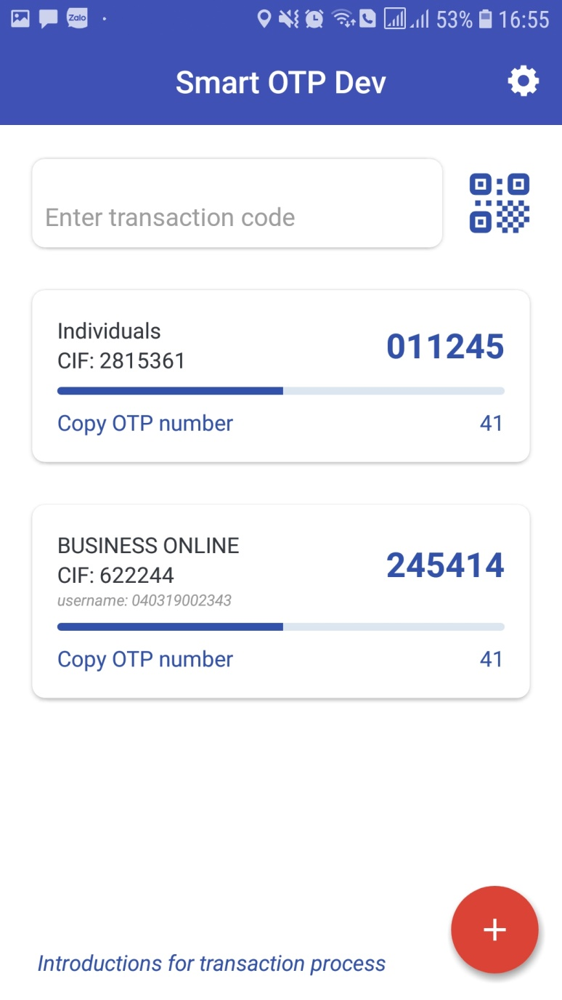 Zalo 53% 16:55
Smart OTP Dev
Enter transaction code
Individuals
CIF: 2815361
011245
Copy OTP number 41
BUSINESS ONLINE
CIF: 622244
username: 040319002343
245414
Copy OTP number 41
Introductions for transaction process